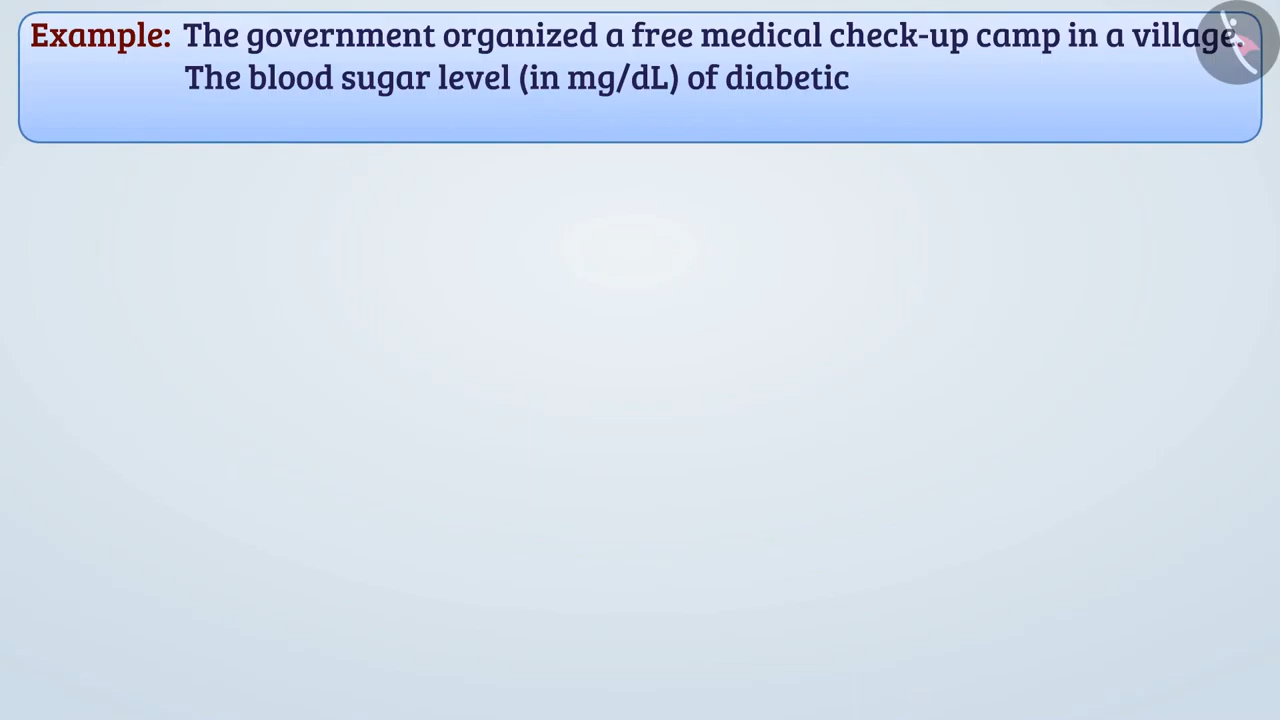 Example: The government organized a free medical check-up camp in a village.
The blood sugar level (in mg/dL) of diabetic